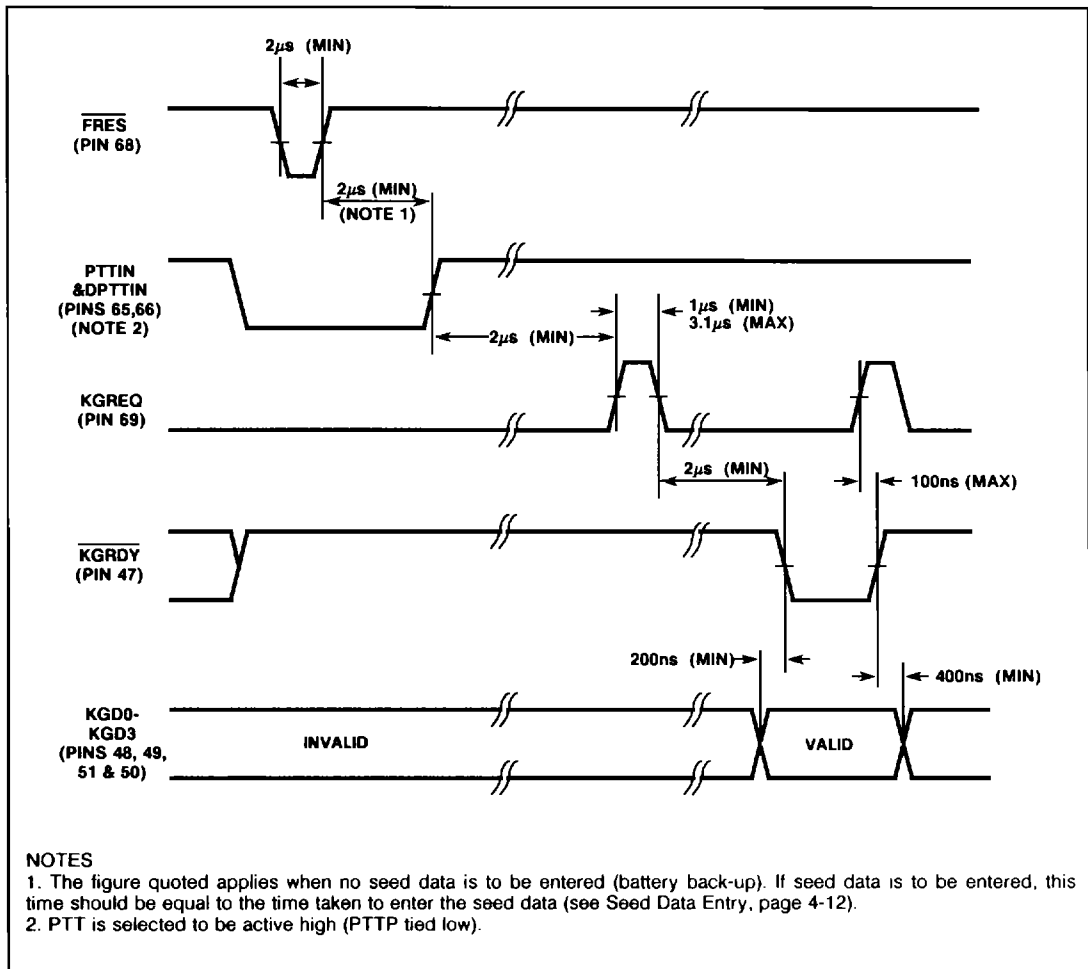 2μs (MIN)
FRES
(PIN 68)
2μs (MIN)
(NOTE 1)
PTTIN
&DPTTIN
(PINS 65,66)
(NOTE 2)
1μs (MIN)
3.1μs (MAX)
2μs (MIN)
KGREQ
(PIN 69)
2μs (MIN)
100ns (MAX)
KGRDY
(PIN 47)
200ns (MIN)
400ns (MIN)
KGD0-
KGD3
(PINS 48, 49,
51 & 50)
INVALID
VALID
NOTES
1. The figure quoted applies when no seed data is to be entered (battery back-up). If seed data is to be entered, this
time should be equal to the time taken to enter the seed data (see Seed Data Entry, page 4-12).
2. PTT is selected to be active high (PTTP tied low).